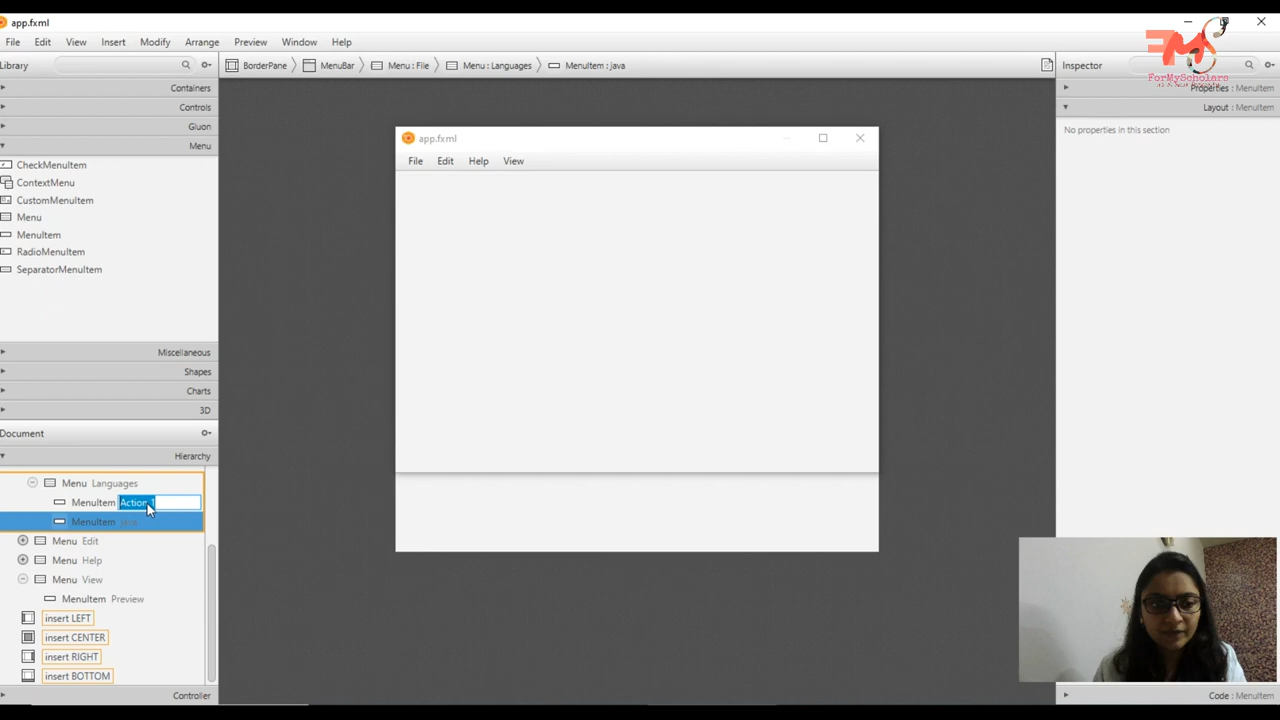 app.fxml
File Edit View Insert Modify Arrange Preview Window Help
FormyScholars
Library
BorderPane MenuBar Menu : File Menu : Languages MenuItem : java
Inspector
Containers
Controls
Gluon
Menu
CheckMenuItem
ContextMenu
CustomMenuItem
Menu
MenuItem
RadioMenuItem
SeparatorMenuItem
Miscellaneous
Shapes
Charts
3D
Document
Hierarchy
Menu Languages
MenuItem Action 1
MenuItem java
Menu Edit
Menu Help
Menu View
MenuItem Preview
insert LEFT
insert CENTER
insert RIGHT
insert BOTTOM
Controller
app.fxml
File Edit Help View
Properties : MenuItem
Layout : MenuItem
No properties in this section
Code : MenuItem